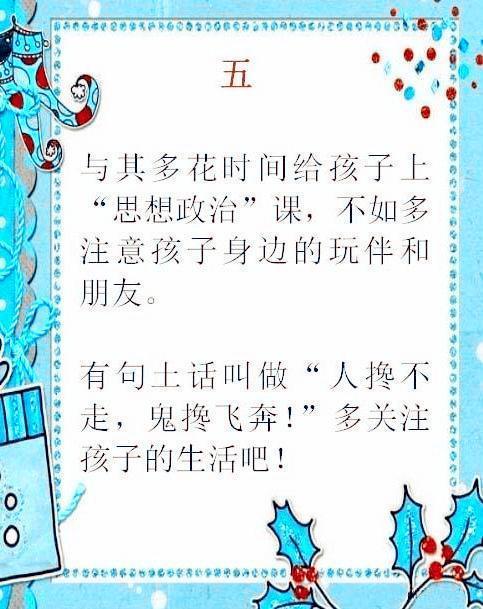 五
与其多花时间给孩子上
“思想政治”课，不如多
注意孩子身边的玩伴和
朋友。
有句土话叫做“人搀不
走，鬼搀飞奔！”多关注
孩子的生活吧！